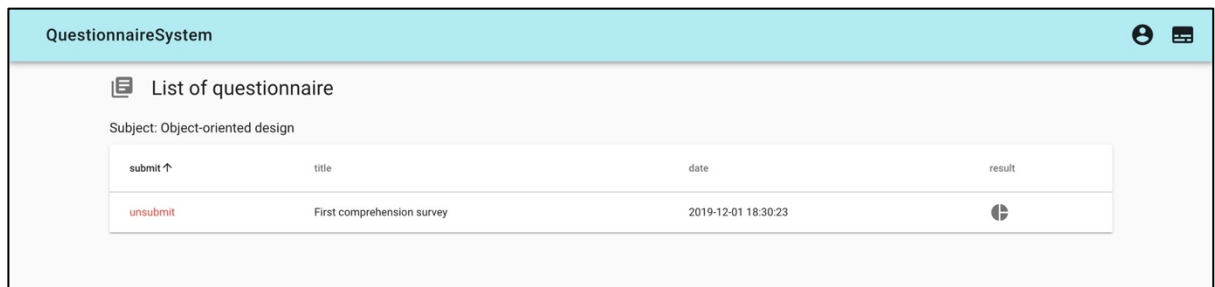 QuestionnaireSystem
List of questionnaire
Subject: Object-oriented design
submit↑ title date result
unsubmit First comprehension survey 2019-12-01 18:30:23